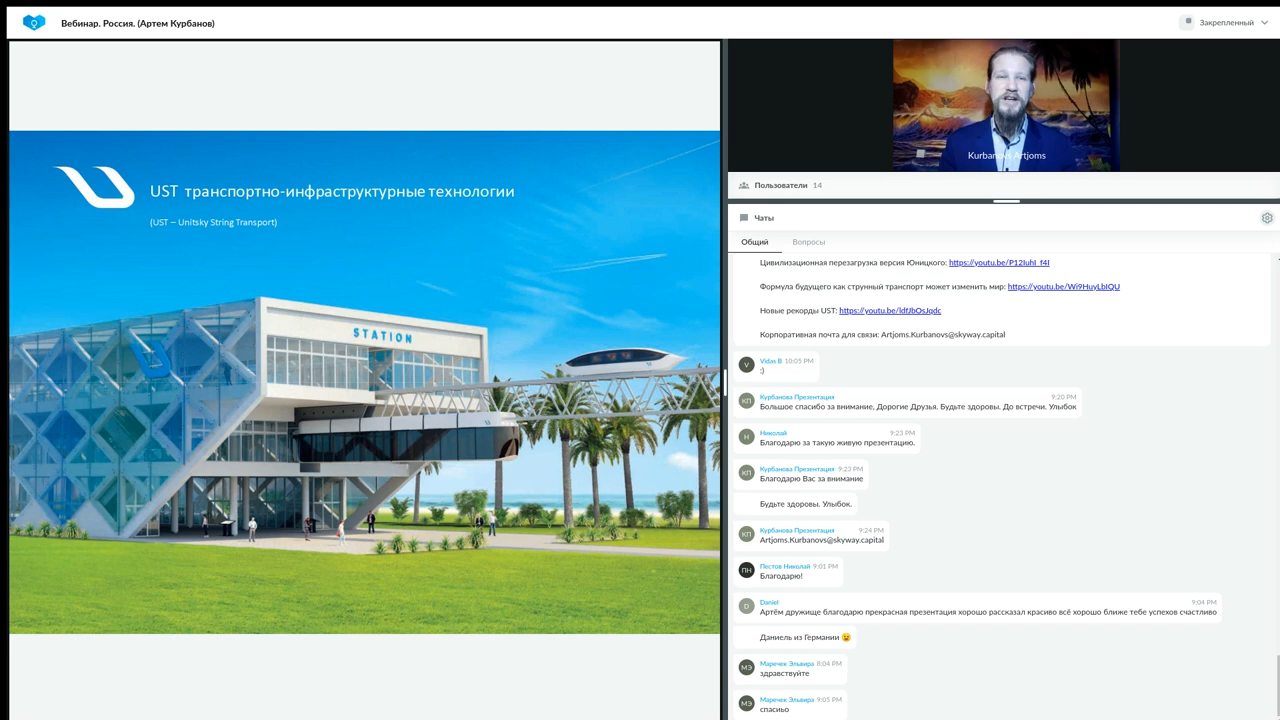 Вебинар. Россия. (Артем Курбанов)
Закрепленный
UST транспортно-инфраструктурные технологии
(UST – Unitsky String Transport)
STATION
Kurbanovs Artjoms
Пользователи 14
Чаты
Общий Вопросы
Цивилизационная перезагрузка версия Юницкого: https://youtu.be/P12IuhI_f4I
Формула будущего как струнный транспорт может изменить мир: https://youtu.be/Wi9HuyLbIQU
Новые рекорды UST: https://youtu.be/ldfJbOsJqdc
Корпоративная почта для связи: Artjoms.Kurbanovs@skyway.capital
V
Vidas B 10:05 PM
:)
КП
Курбанова Презентация 9:20 PM
Большое спасибо за внимание, Дорогие Друзья. Будьте здоровы. До встречи. Улыбок
Н
Николай 9:23 PM
Благодарю за такую живую презентацию.
КП
Курбанова Презентация 9:23 PM
Благодарю Вас за внимание
Будьте здоровы. Улыбок.
КП
Курбанова Презентация 9:24 PM
Artjoms.Kurbanovs@skyway.capital
ПН
Пестов Николай 9:01 PM
Благодарю!
D
Daniel 9:04 PM
Артём дружище благодарю прекрасная презентация хорошо рассказал красиво всё хорошо ближе тебе успехов счастливо
Даниель из Германии 😉
МЭ
Маречек Эльвира 8:04 PM
здравствуйте
МЭ
Маречек Эльвира 9:05 PM
спасиьо